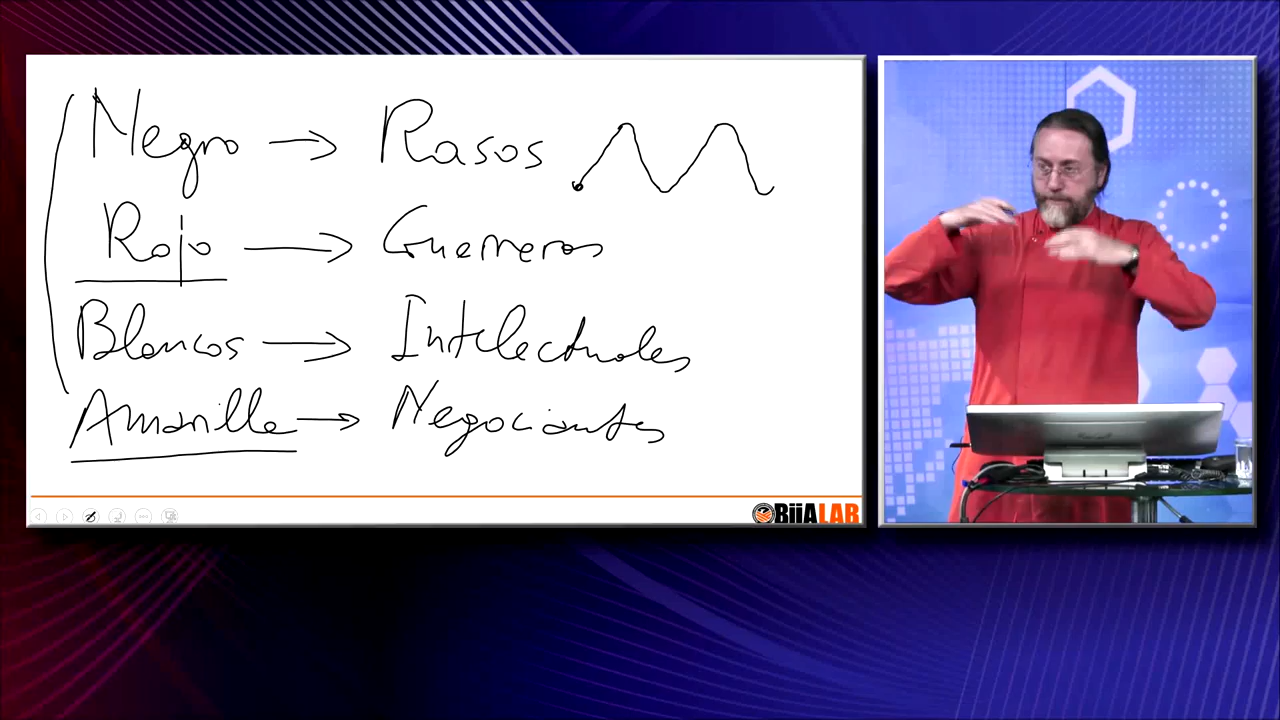 Negro → Rasos
Rojo → Guerreros
Blancos → Intelectuales
Amarillo → Negociantes
BiiALAB